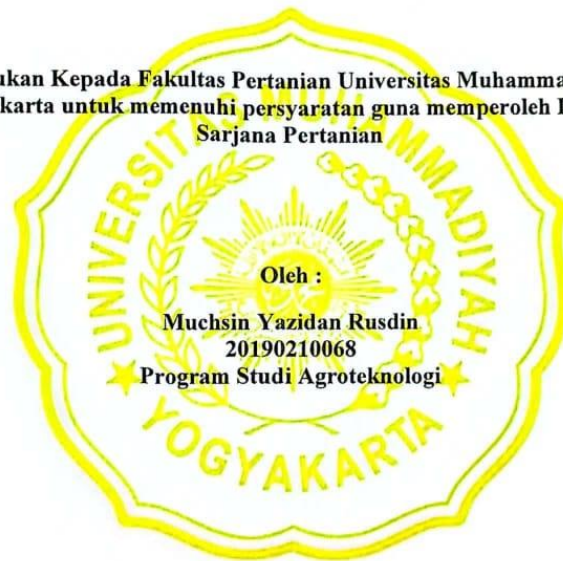 ukan Kepada Fakultas Pertanian Universitas Muhamma
karta untuk memenuhi persyaratan guna memperoleh
Sarjana Pertanian
UNIVERSITAS MUHAMMADIYAH
Oleh :
Muchsin Yazidan Rusdin
20190210068
Program Studi Agroteknologi
YOGYAKARTA